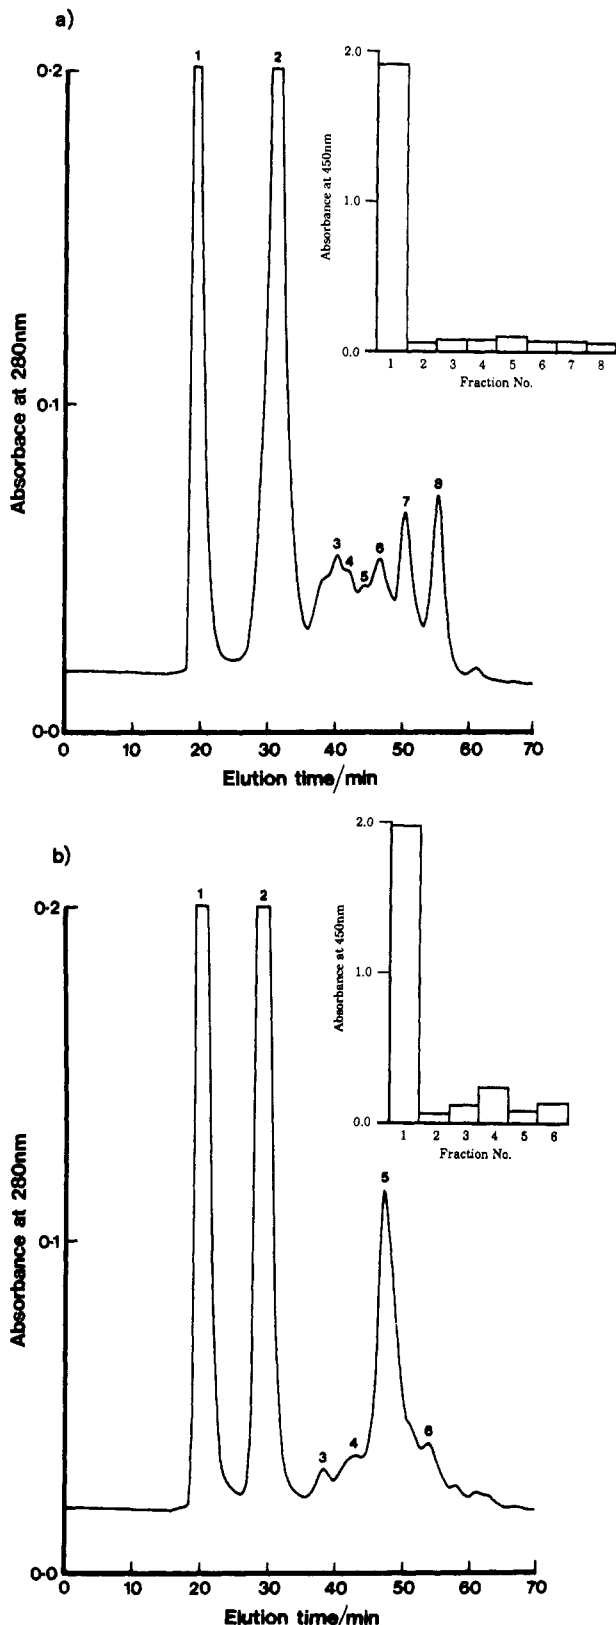 a)
1
2
0·2
Absorbace at 280nm
0·1
0·0
3
4
5
6
7
8
0 10 20 30 40 50 60 70
Elution time/min
2.0
Absorbance at 450nm
1.0
0.0
1 2 3 4 5 6 7 8
Fraction No.
b)
1
2
0·2
Absorbance at 280nm
0·1
0·0
3
4
5
6
0 10 20 30 40 50 60 70
Elution time/min
2.0
Absorbance at 450nm
1.0
0.0
1 2 3 4 5 6
Fraction No.